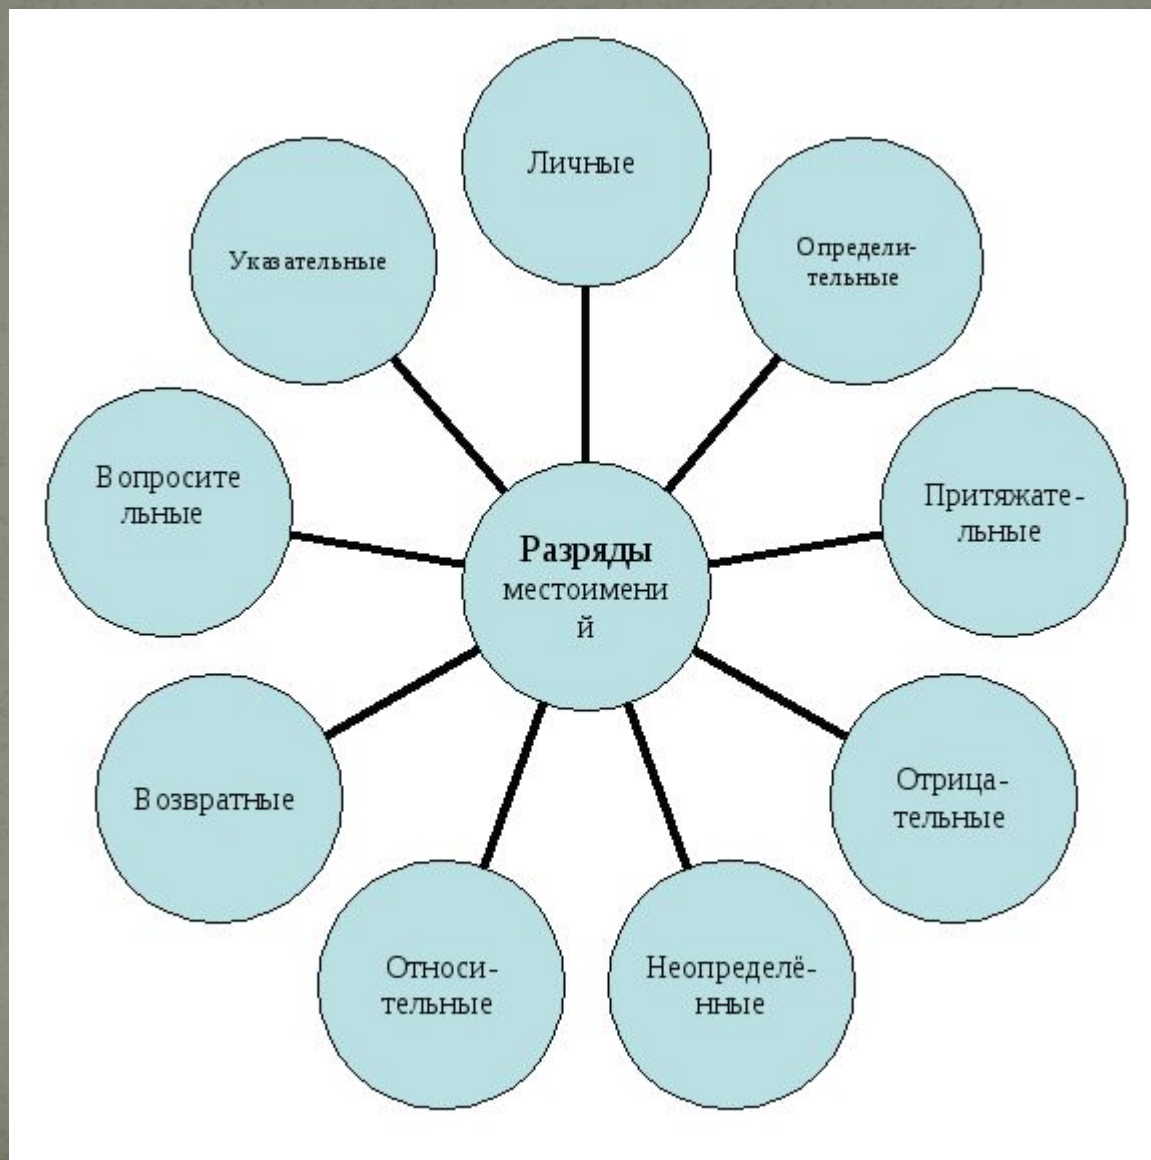 Личные
Определи-
тельные
Притяжате-
льные
Отрица-
тельные
Неопределё-
нные
Относи-
тельные
Возвратные
Вопросите
льные
Указательные
Разряды
местоимени
й